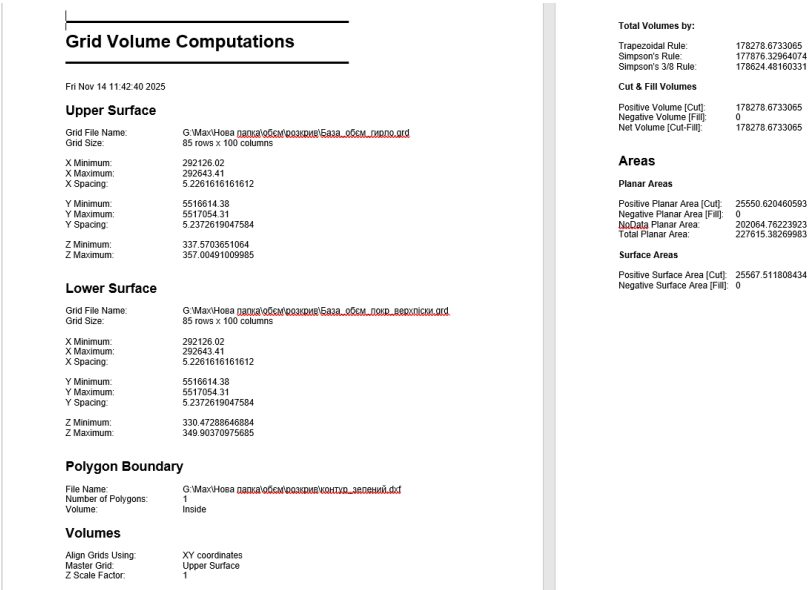 Grid Volume Computations
Fri Nov 14 11:42:40 2025
Upper Surface
Grid File Name: G:\Max\Нова папка\обєм\розкрив\База_обєм_гирло.grd
Grid Size: 85 rows x 100 columns
X Minimum: 292126.02
X Maximum: 292643.41
X Spacing: 5.2261616161612
Y Minimum: 5516614.38
Y Maximum: 5517054.31
Y Spacing: 5.2372619047584
Z Minimum: 337.5703651064
Z Maximum: 357.00491009985
Lower Surface
Grid File Name: G:\Max\Нова папка\обєм\розкрив\База_обєм_покр_верхпіски.grd
Grid Size: 85 rows x 100 columns
X Minimum: 292126.02
X Maximum: 292643.41
X Spacing: 5.2261616161612
Y Minimum: 5516614.38
Y Maximum: 5517054.31
Y Spacing: 5.2372619047584
Z Minimum: 330.47288646884
Z Maximum: 349.90370975685
Polygon Boundary
File Name: G:\Max\Нова папка\обєм\розкрив\контур_зелений.dxf
Number of Polygons: 1
Volume: Inside
Volumes
Align Grids Using: XY coordinates
Master Grid: Upper Surface
Z Scale Factor: 1
Total Volumes by:
Trapezoidal Rule: 178278.6733065
Simpson's Rule: 177876.32964074
Simpson's 3/8 Rule: 178624.48160331
Cut & Fill Volumes
Positive Volume [Cut]: 178278.6733065
Negative Volume [Fill]: 0
Net Volume [Cut-Fill]: 178278.6733065
Areas
Planar Areas
Positive Planar Area [Cut]: 25550.620460593
Negative Planar Area [Fill]: 0
NoData Planar Area: 202064.76223923
Total Planar Area: 227615.38269983
Surface Areas
Positive Surface Area [Cut]: 25567.511808434
Negative Surface Area [Fill]: 0